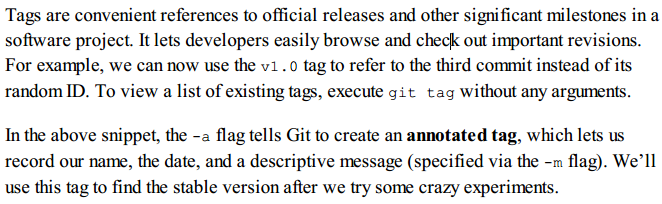 Tags are convenient references to official releases and other significant milestones in a
software project. It lets developers easily browse and check out important revisions.
For example, we can now use the v1.0 tag to refer to the third commit instead of its
random ID. To view a list of existing tags, execute git tag without any arguments.
In the above snippet, the -a flag tells Git to create an annotated tag, which lets us
record our name, the date, and a descriptive message (specified via the -m flag). We’ll
use this tag to find the stable version after we try some crazy experiments.